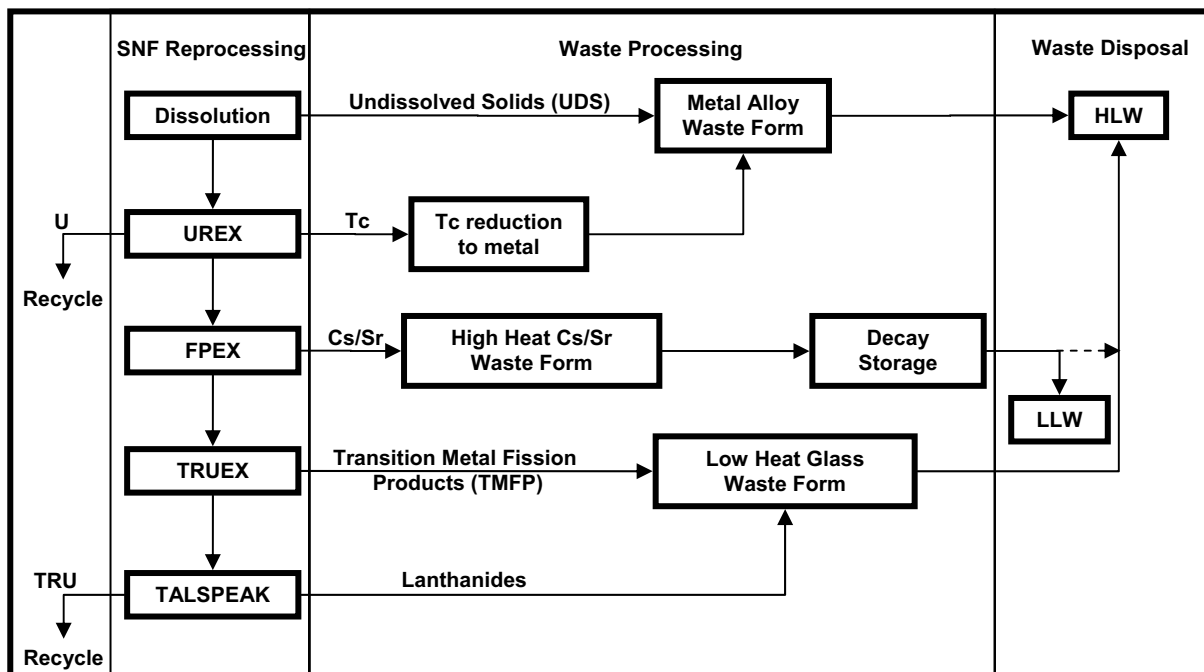 SNF Reprocessing
Waste Processing
Waste Disposal
Dissolution
Undissolved Solids (UDS)
Metal Alloy
Waste Form
HLW
U
UREX
Tc
Tc reduction
to metal
Recycle
FPEX
Cs/Sr
High Heat Cs/Sr
Waste Form
Decay
Storage
LLW
TRUEX
Transition Metal Fission
Products (TMFP)
Low Heat Glass
Waste Form
TRU
TALSPEAK
Lanthanides
Recycle